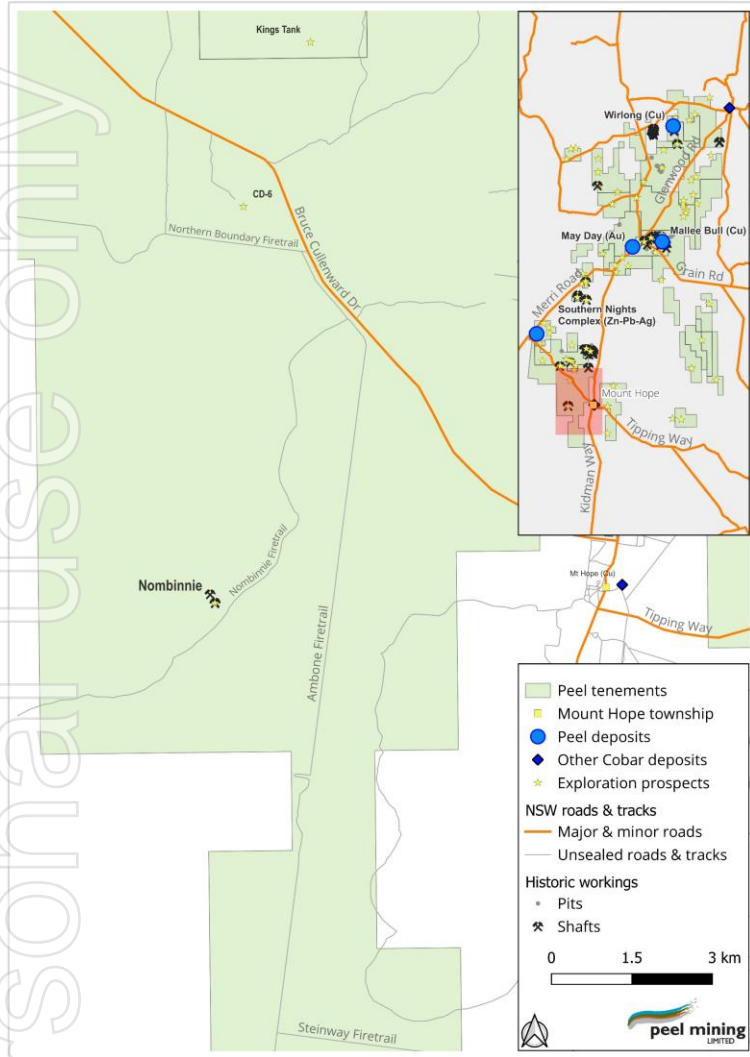 Kings Tank
CD-6
Northern Boundary Firetrail
Bruce Cullenward Dr
Nombinnie
Nombinnie Firetrail
Ambone Firetrail
Steinway Firetrail
Mt Hope (Cu)
Tipping Way
Wirlong (Cu)
Glenwood Rd
May Day (Au)
Mallee Bull (Cu)
Grain Rd
Merri Road
Southern Nights
Complex (Zn-Pb-Ag)
Mount Hope
Tipping Way
Kidman Way
Peel tenements
Mount Hope township
Peel deposits
Other Cobar deposits
Exploration prospects
NSW roads & tracks
Major & minor roads
Unsealed roads & tracks
Historic workings
Pits
Shafts
0 1.5 3 km
peel mining
LIMITED
rsonal use only